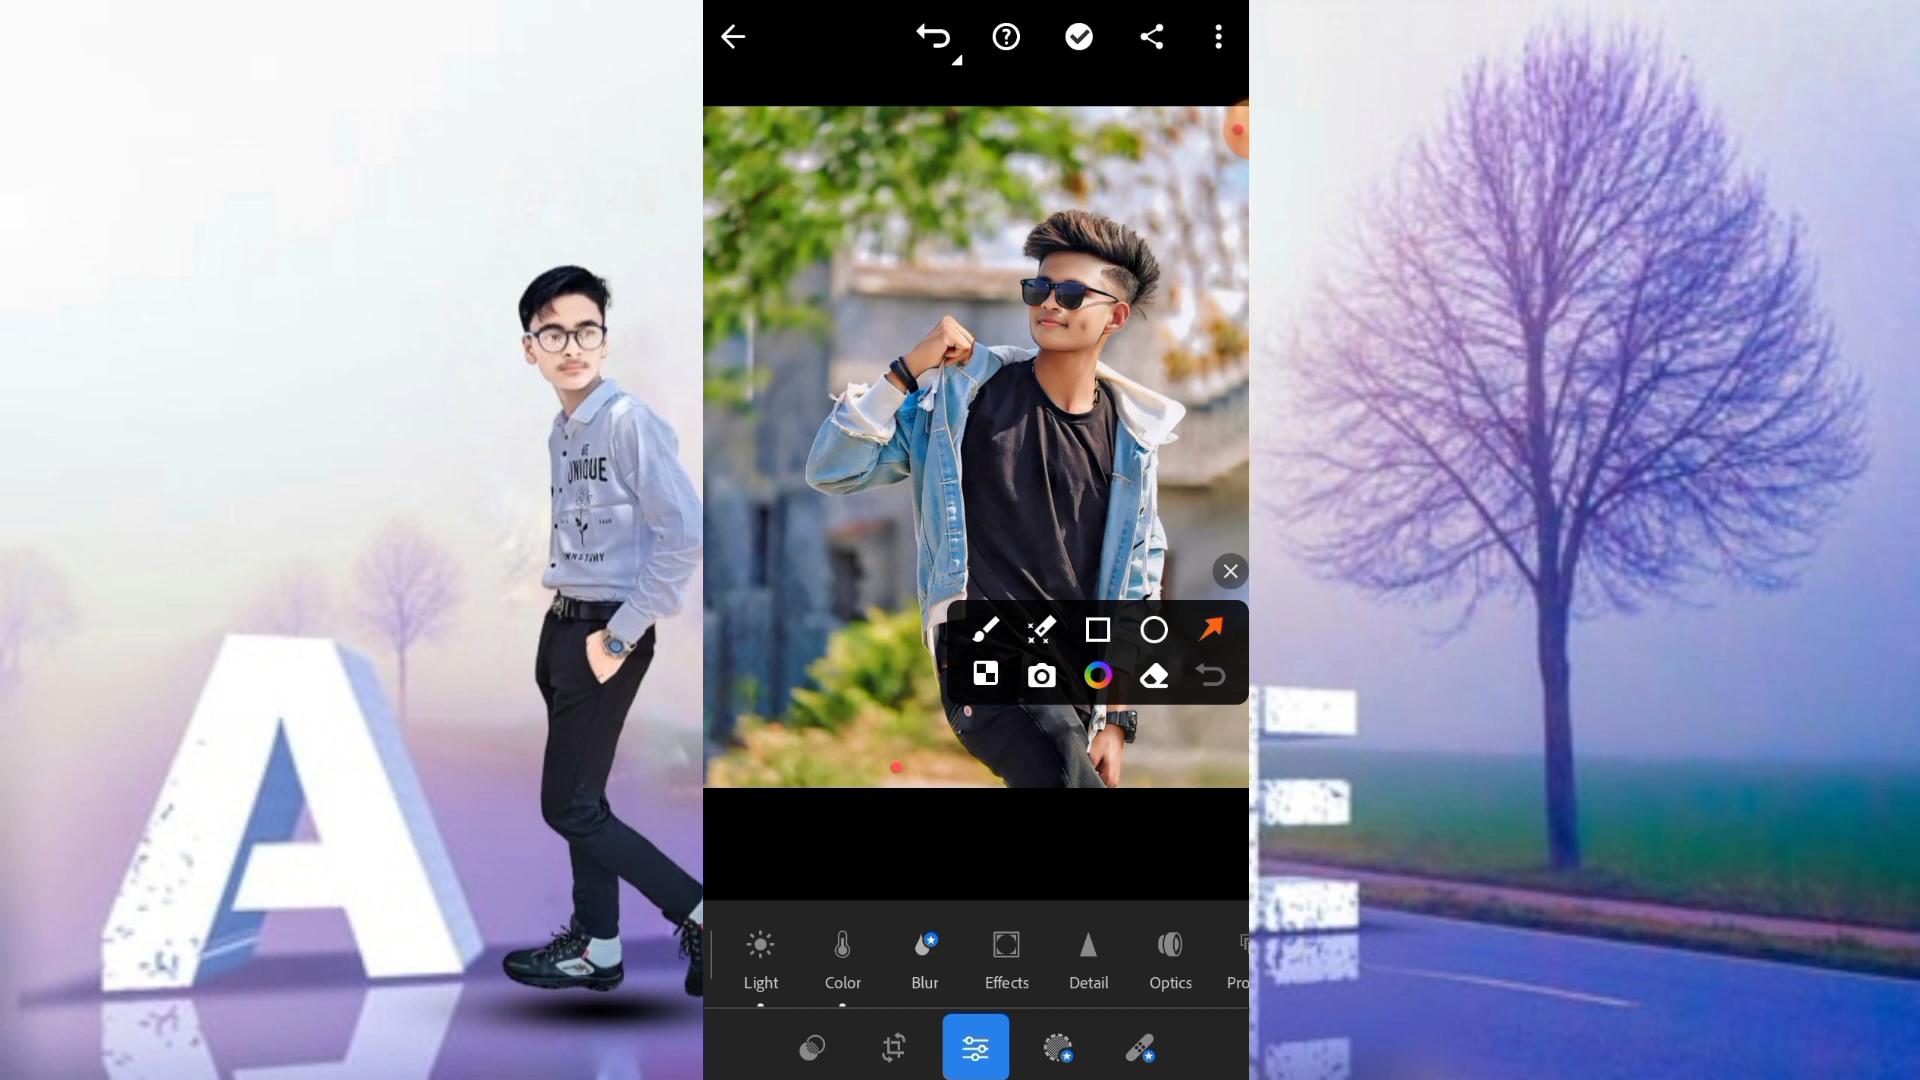 BE
UNIQUE
A
Light
Color
Blur
Effects
Detail
Optics
Pro